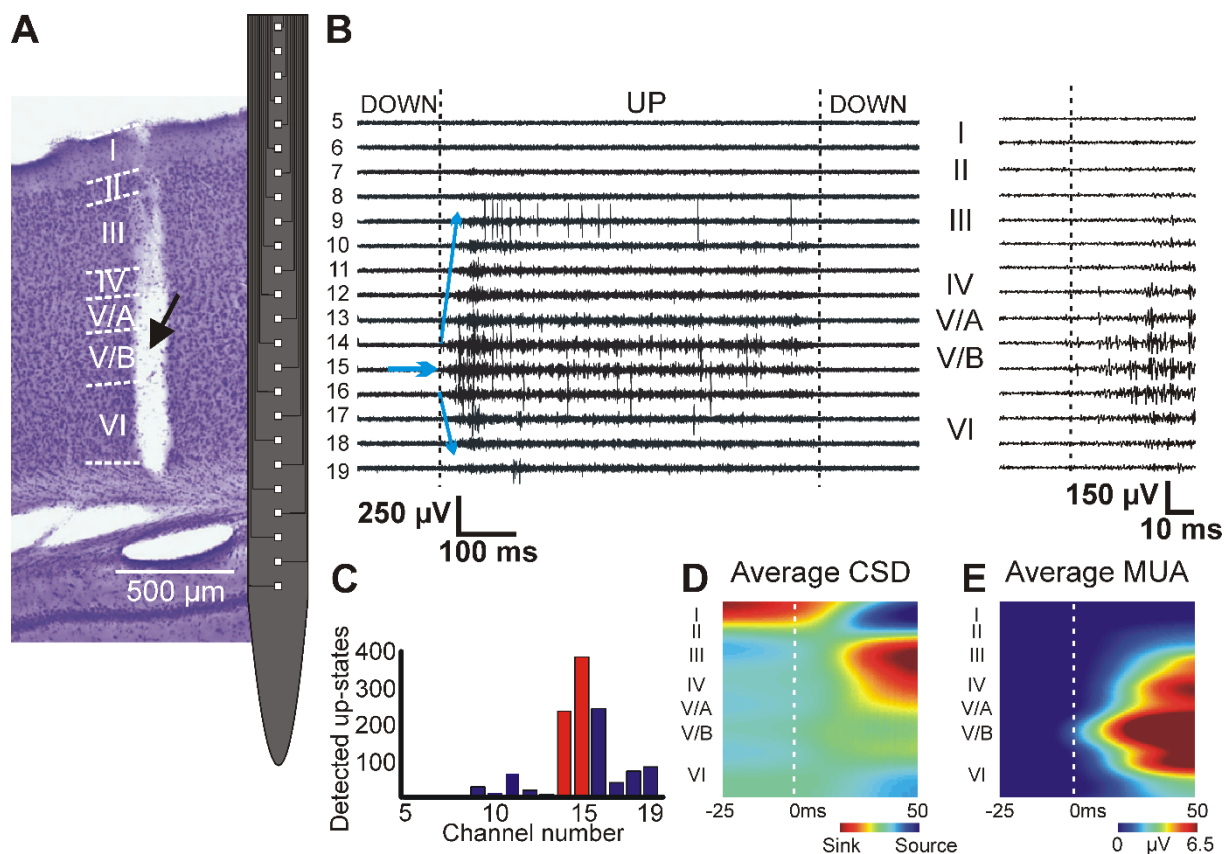 A
I
II
III
IV
V/A
V/B
VI
500 µm
B
DOWN UP DOWN
5
6
7
8
9
10
11
12
13
14
15
16
17
18
19
250 µV
100 ms
I
II
III
IV
V/A
V/B
VI
150 µV
10 ms
C
Detected up-states
400
300
200
100
5 10 15 19
Channel number
D Average CSD
I
II
III
IV
V/A
V/B
VI
-25 0ms 50
Sink Source
E Average MUA
I
II
III
IV
V/A
V/B
VI
-25 0ms 50
0 µV 6.5